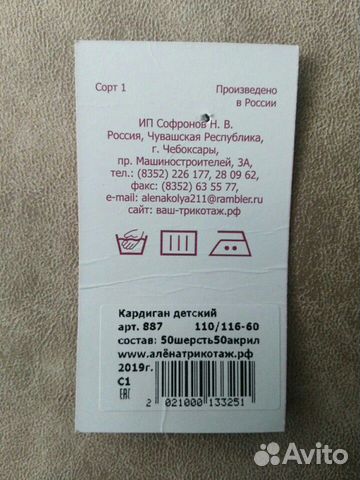 Сорт 1
Произведено
в России
ИП Софронов Н. В.
Россия, Чувашская Республика,
г. Чебоксары,
пр. Машиностроителей, 3А,
тел.: (8352) 226 177, 28 09 62,
факс: (8352) 63 55 77,
e-mail: alenakolya211@rambler.ru
сайт: ваш-трикотаж.рф
Кардиган детский
арт. 887 110/116-60
состав: 50шерсть50акрил
www.алёнатрикотаж.рф
2019г.
С1
EAC
2 021000 133251
Avito